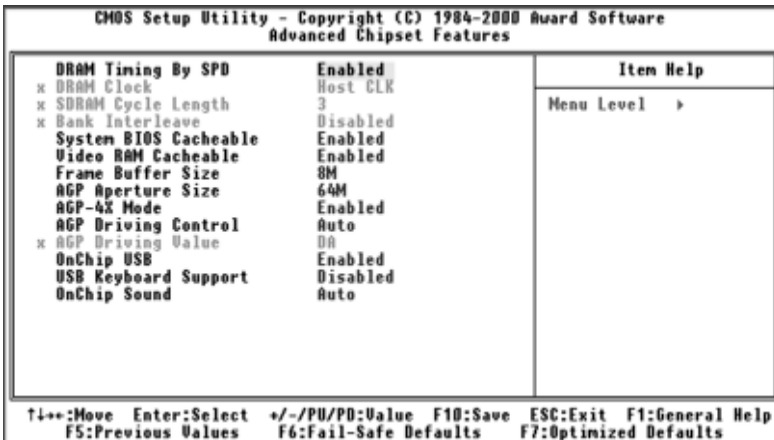 CMOS Setup Utility - Copyright (C) 1984-2000 Award Software
Advanced Chipset Features
DRAM Timing By SPD Enabled
x DRAM Clock Host CLK
x SDRAM Cycle Length 3
x Bank Interleave Disabled
System BIOS Cacheable Enabled
Video RAM Cacheable Enabled
Frame Buffer Size 8M
AGP Aperture Size 64M
AGP-4X Mode Enabled
AGP Driving Control Auto
x AGP Driving Value DA
OnChip USB Enabled
USB Keyboard Support Disabled
OnChip Sound Auto
Item Help
Menu Level ▸
↑↓→←:Move Enter:Select +/-/PU/PD:Value F10:Save ESC:Exit F1:General Help
F5:Previous Values F6:Fail-Safe Defaults F7:Optimized Defaults